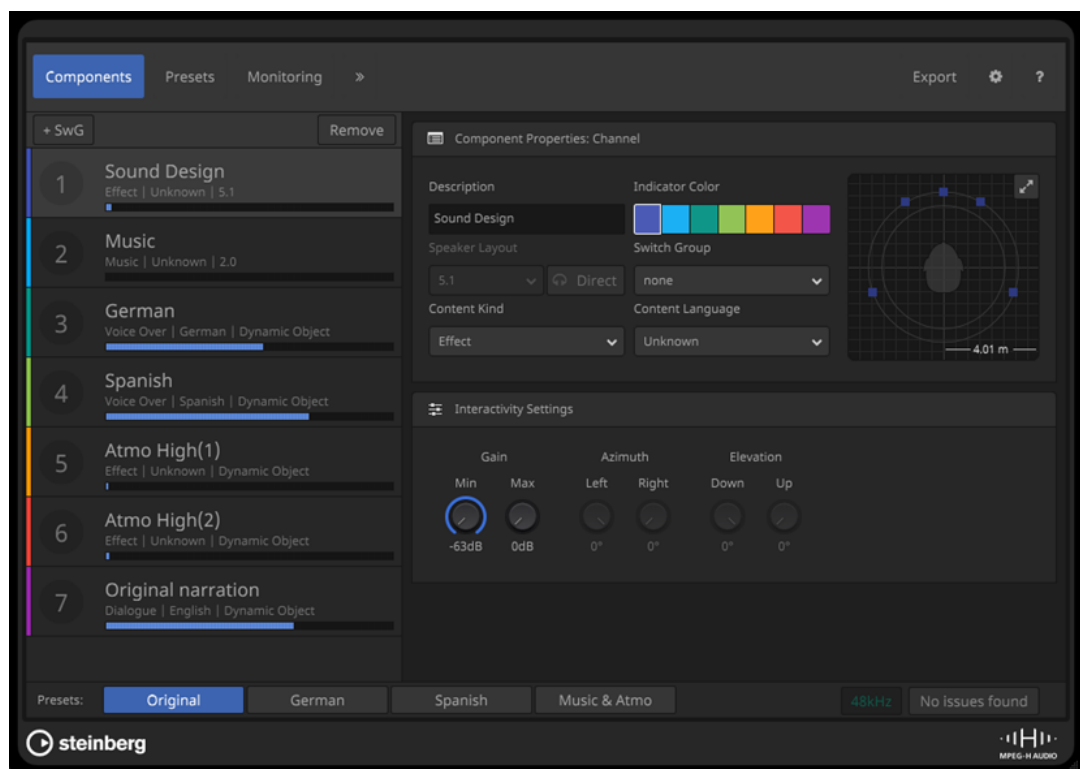 Components Presets Monitoring » Export ?
+ SwG Remove
Component Properties: Channel
1 Sound Design
Effect | Unknown | 5.1
2 Music
Music | Unknown | 2.0
3 German
Voice Over | German | Dynamic Object
4 Spanish
Voice Over | Spanish | Dynamic Object
5 Atmo High(1)
Effect | Unknown | Dynamic Object
6 Atmo High(2)
Effect | Unknown | Dynamic Object
7 Original narration
Dialogue | English | Dynamic Object
Description Indicator Color
Sound Design
Speaker Layout Switch Group
5.1 Direct none
Content Kind Content Language
Effect Unknown
4.01 m
Interactivity Settings
Gain Azimuth Elevation
Min Max Left Right Down Up
-63dB 0dB 0° 0° 0° 0°
Presets: Original German Spanish Music & Atmo 48kHz No issues found
steinberg
MPEG-H AUDIO